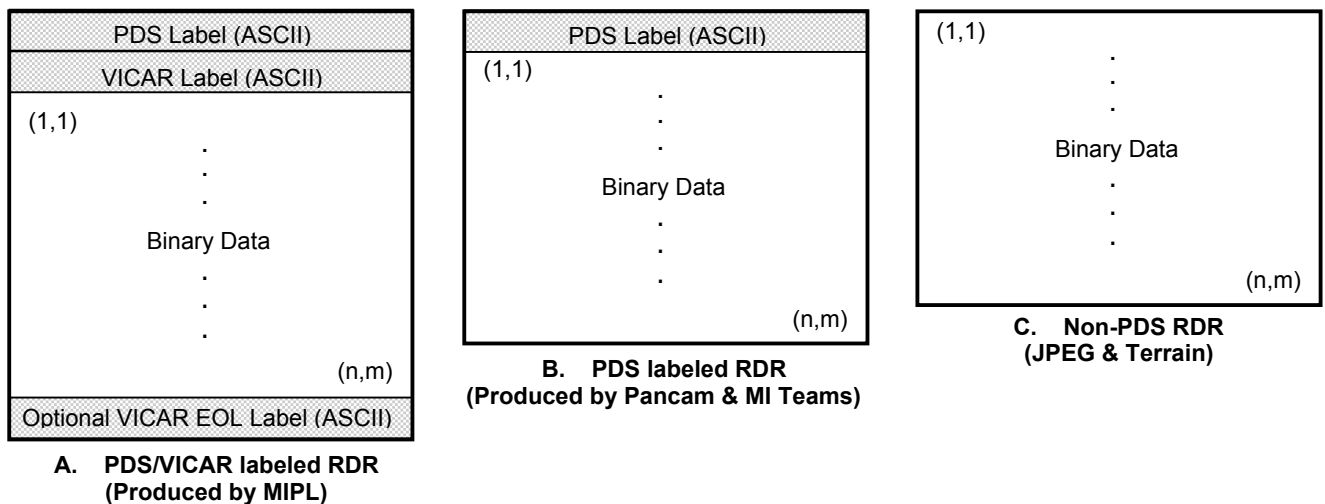 PDS Label (ASCII)
VICAR Label (ASCII)
(1,1)
.
.
.
Binary Data
.
.
.
(n,m)
Optional VICAR EOL Label (ASCII)
A. PDS/VICAR labeled RDR
(Produced by MIPL)
PDS Label (ASCII)
(1,1)
.
.
.
Binary Data
.
.
.
(n,m)
B. PDS labeled RDR
(Produced by Pancam & MI Teams)
(1,1)
.
.
.
Binary Data
.
.
.
(n,m)
C. Non-PDS RDR
(JPEG & Terrain)